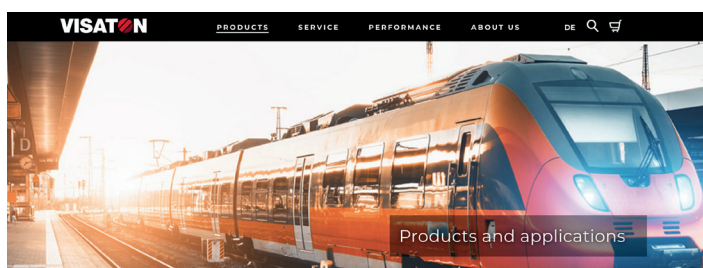 VISATON
PRODUCTS SERVICE PERFORMANCE ABOUT US DE
D
Products and applications